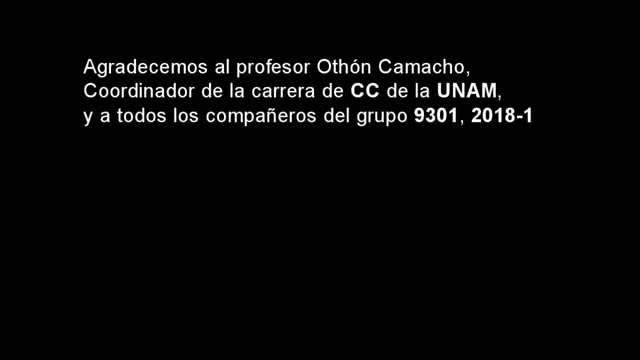 Agradecemos al profesor Othón Camacho,
Coordinador de la carrera de CC de la UNAM,
y a todos los compañeros del grupo 9301, 2018-1